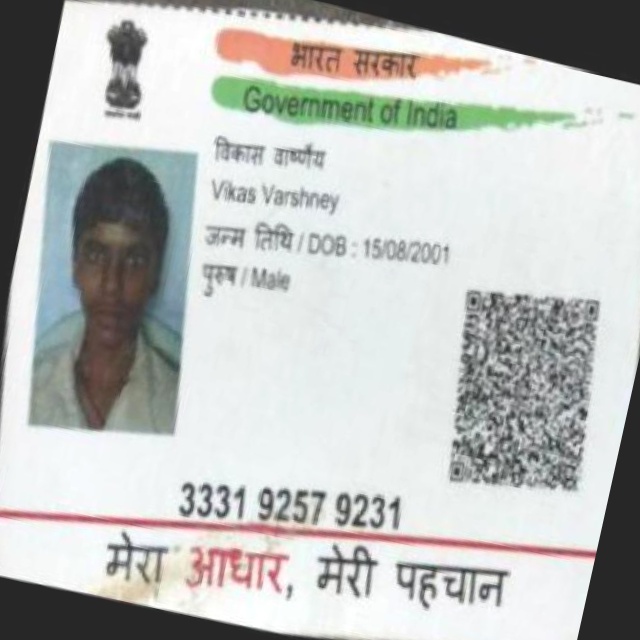 भारत सरकार
Government of India
विकास वार्ष्णेय
Vikas Varshney
जन्म तिथि / DOB : 15/08/2001
पुरुष / Male
3331 9257 9231
मेरा आधार, मेरी पहचान